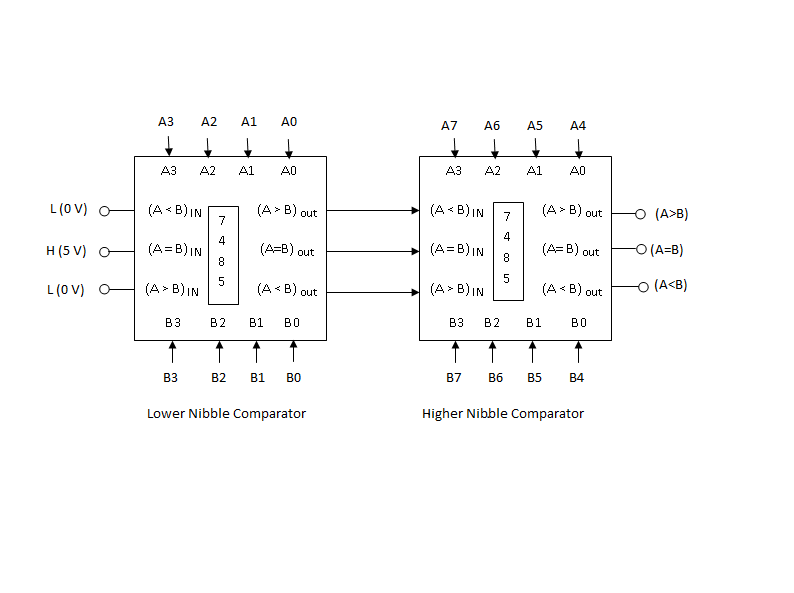 A3 A2 A1 A0
A7 A6 A5 A4
A3 A2 A1 A0
A3 A2 A1 A0
L (0 V) (A < B) IN (A > B) out
(A < B) IN (A > B) out (A>B)
H (5 V) (A = B) IN (A=B) out
(A = B) IN (A= B) out (A=B)
L (0 V) (A > B) IN (A < B) out
(A > B) IN (A < B) out (A<B)
7
4
8
5
7
4
8
5
B3 B2 B1 B0
B3 B2 B1 B0
B3 B2 B1 B0
B7 B6 B5 B4
Lower Nibble Comparator
Higher Nibble Comparator